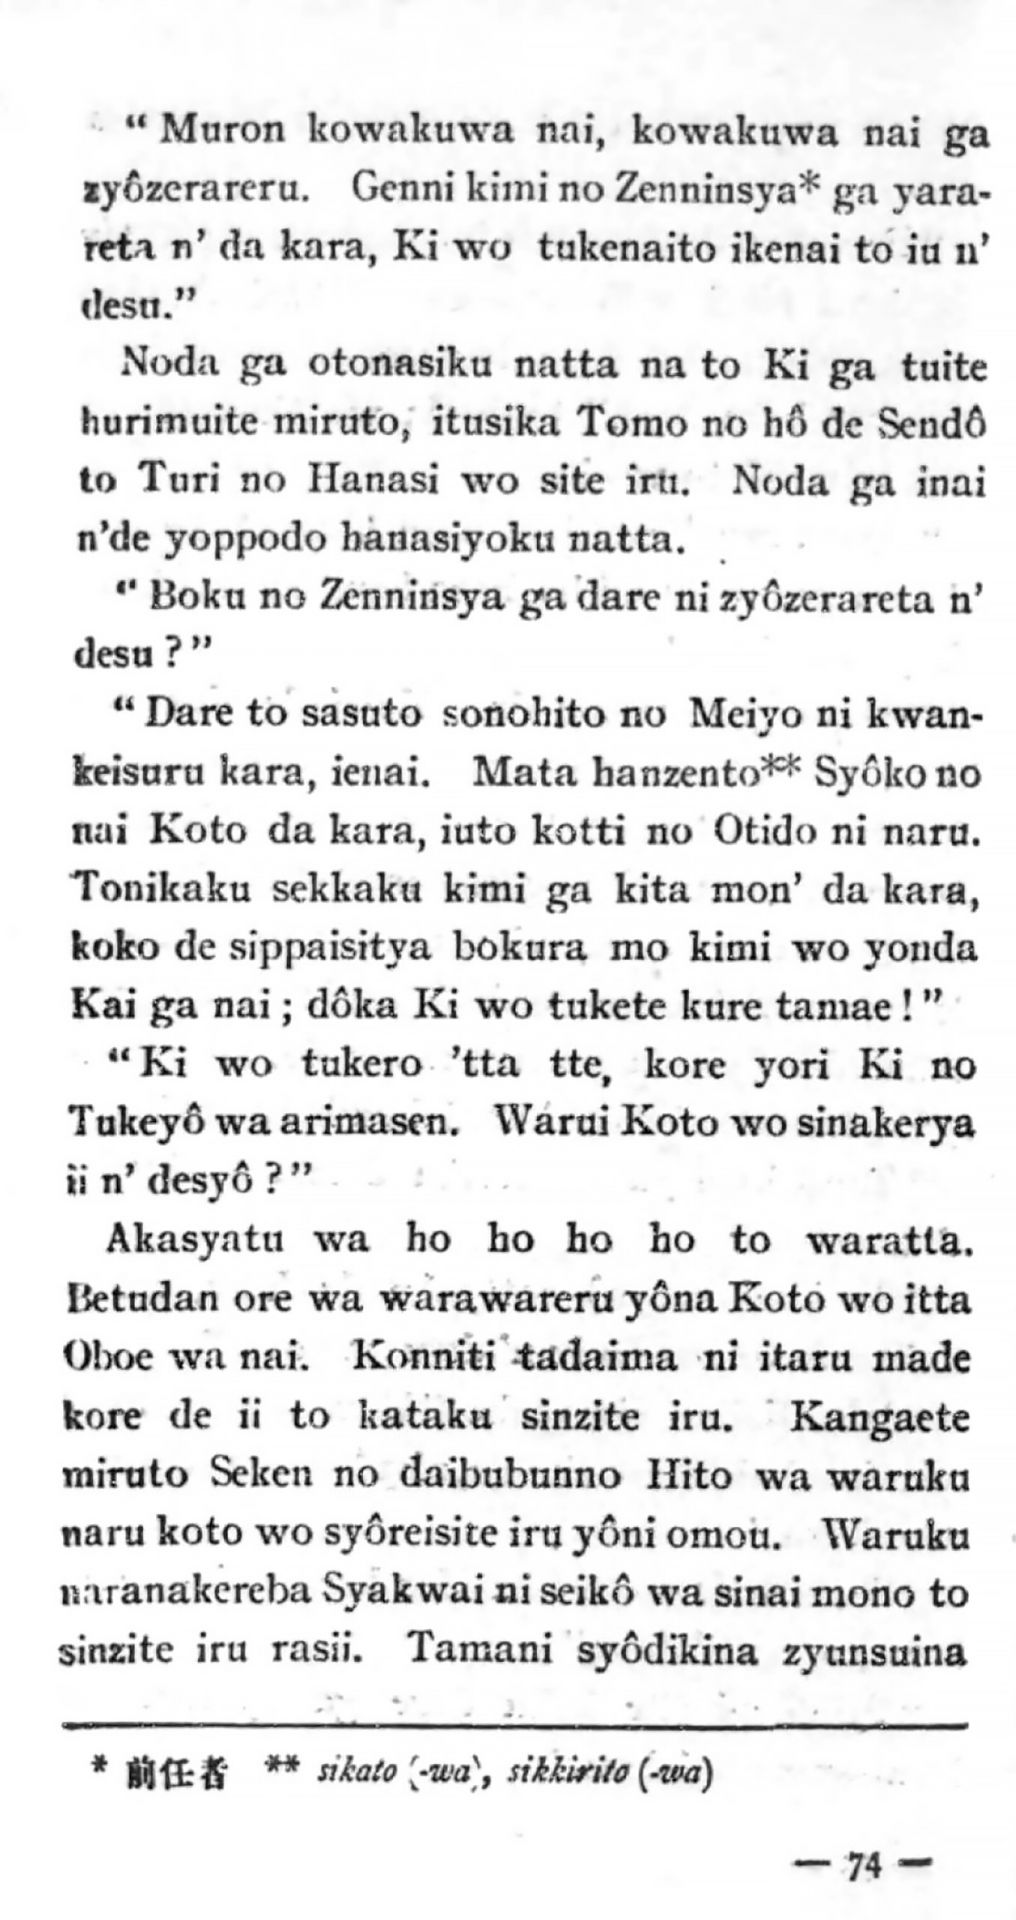 “ Muron kowakuwa nai, kowakuwa nai ga
zyôzerareru. Genni kimi no Zenninsya* ga yara-
reta n’ da kara, Ki wo tukenaito ikenai to iu n’
desu.”
Noda ga otonasiku natta na to Ki ga tuite
hurimuite miruto, itusika Tomo no hô de Sendô
to Turi no Hanasi wo site iru. Noda ga inai
n’de yoppodo hanasiyoku natta.
“ Boku no Zenninsya ga dare ni zyôzerareta n’
desu ? ”
“ Dare to sasuto sonohito no Meiyo ni kwan-
keisuru kara, ienai. Mata hanzento** Syôko no
nai Koto da kara, iuto kotti no Otido ni naru.
Tonikaku sekkaku kimi ga kita mon’ da kara,
koko de sippaisitya bokura mo kimi wo yonda
Kai ga nai ; dôka Ki wo tukete kure tamae ! ”
“ Ki wo tukero ’tta tte, kore yori Ki no
Tukeyô wa arimasen. Warui Koto wo sinakerya
ii n’ desyô ? ”
Akasyatu wa ho ho ho ho to waratta.
Betudan ore wa warawareru yôna Koto wo itta
Oboe wa nai. Konniti tadaima ni itaru made
kore de ii to kataku sinzite iru. Kangaete
miruto Seken no daibubunno Hito wa waruku
naru koto wo syôreisite iru yôni omou. Waruku
naranakereba Syakwai ni seikô wa sinai mono to
sinzite iru rasii. Tamani syôdikina zyunsuina
* 前任者 ** sikato (-wa), sikkirito (-wa)
— 74 —